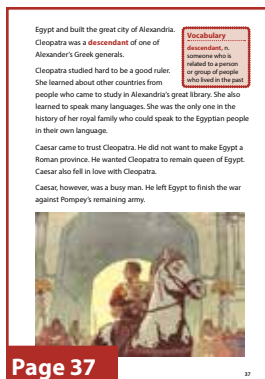 Egypt and built the great city of Alexandria.
Cleopatra was a descendant of one of
Alexander's Greek generals.
Cleopatra studied hard to be a good ruler.
She learned about other countries from
people who came to study in Alexandria's great library. She also
learned to speak many languages. She was the only one in the
history of her royal family who could speak to the Egyptian people
in their own language.
Vocabulary
descendant, n.
someone who is
related to a person
or group of people
who lived in the past
Caesar came to trust Cleopatra. He did not want to make Egypt a
Roman province. He wanted Cleopatra to remain queen of Egypt.
Caesar also fell in love with Cleopatra.
Caesar, however, was a busy man. He left Egypt to finish the war
against Pompey's remaining army.
Page 37
37